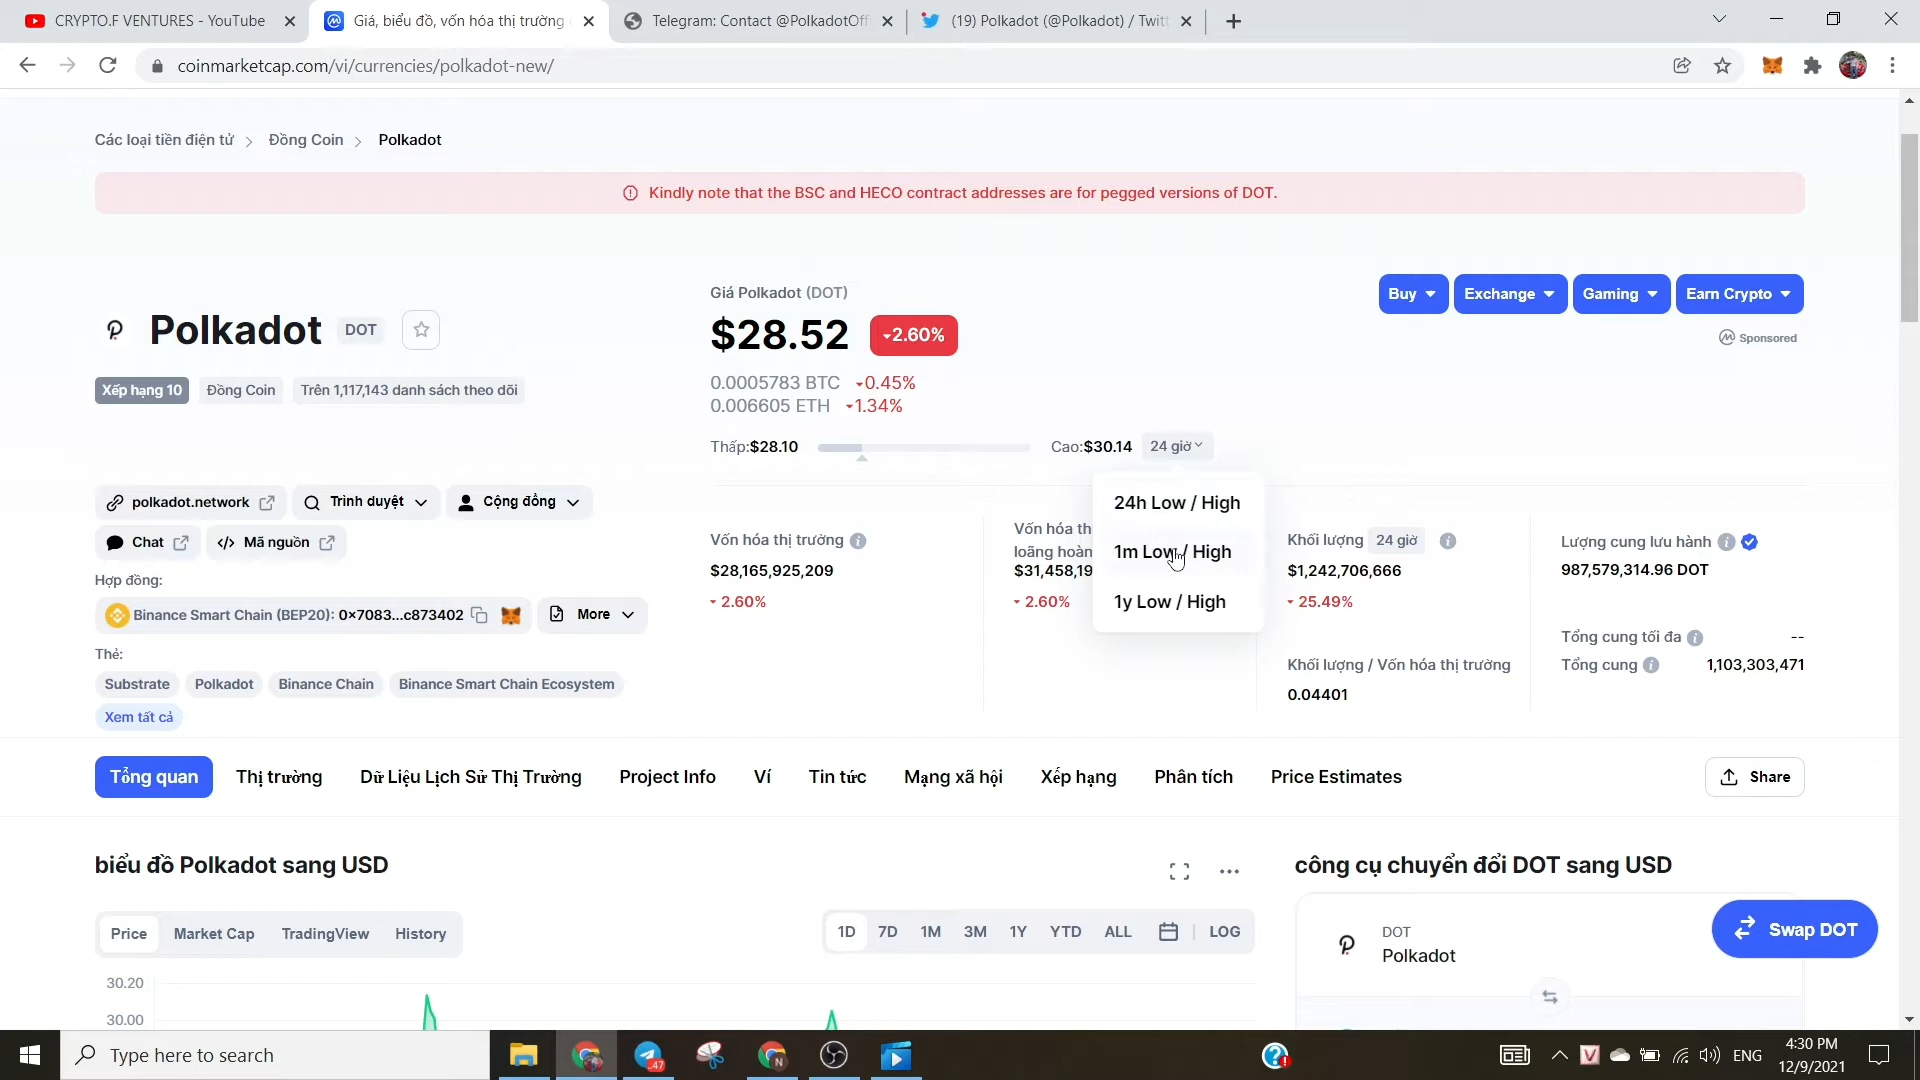 CRYPTO.F VENTURES - YouTube
Giá, biểu đồ, vốn hóa thị trường
Telegram: Contact @PolkadotOff
(19) Polkadot (@Polkadot) / Twitt
coinmarketcap.com/vi/currencies/polkadot-new/
Các loại tiền điện tử > Đồng Coin > Polkadot
Kindly note that the BSC and HECO contract addresses are for pegged versions of DOT.
Polkadot DOT
Xếp hạng 10 Đồng Coin Trên 1,117,143 danh sách theo dõi
polkadot.network Trình duyệt Cộng đồng
Chat Mã nguồn
Hợp đồng:
Binance Smart Chain (BEP20): 0x7083...c873402 More
Thẻ:
Substrate Polkadot Binance Chain Binance Smart Chain Ecosystem
Xem tất cả
Giá Polkadot (DOT)
$28.52 2.60%
0.0005783 BTC 0.45%
0.006605 ETH 1.34%
Thấp:$28.10 Cao:$30.14 24 giờ
24h Low / High
1m Low / High
1y Low / High
Buy Exchange Gaming Earn Crypto
Sponsored
Vốn hóa thị trường
$28,165,925,209
2.60%
Vốn hóa th
loãng hoàn
$31,458,19
2.60%
Khối lượng 24 giờ
$1,242,706,666
25.49%
Khối lượng / Vốn hóa thị trường
0.04401
Lượng cung lưu hành
987,579,314.96 DOT
Tổng cung tối đa --
Tổng cung 1,103,303,471
Tổng quan Thị trường Dữ Liệu Lịch Sử Thị Trường Project Info Ví Tin tức Mạng xã hội Xếp hạng Phân tích Price Estimates Share
biểu đồ Polkadot sang USD
Price Market Cap TradingView History
1D 7D 1M 3M 1Y YTD ALL LOG
30.20
30.00
công cụ chuyển đổi DOT sang USD
DOT
Polkadot
Swap DOT
Type here to search
47
N
V
ENG
4:30 PM
12/9/2021